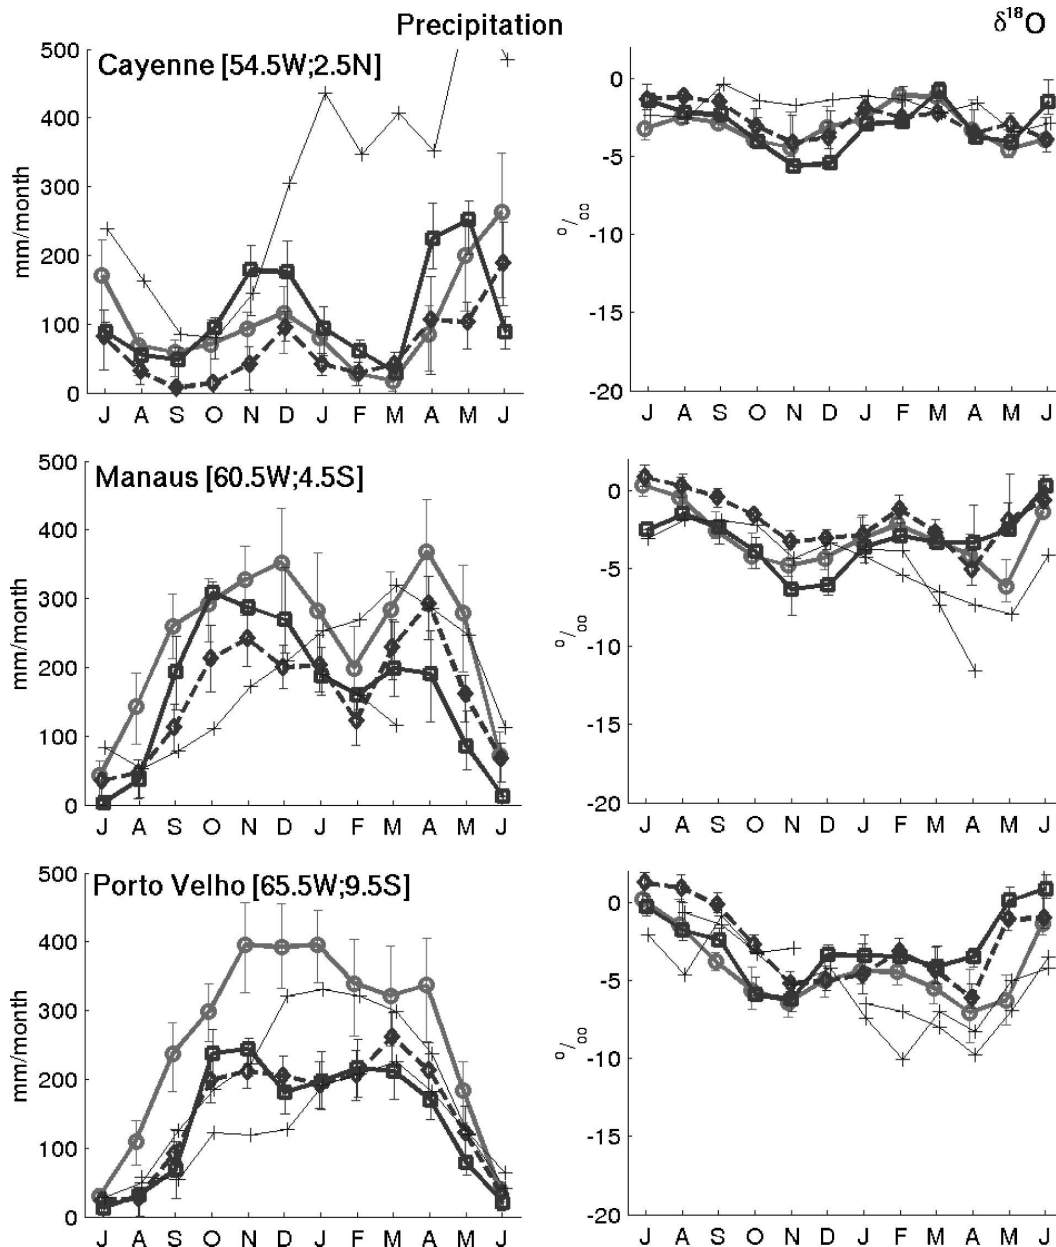 Precipitation
δ18O
500
400
300
200
100
0
mm/month
Cayenne [54.5W;2.5N]
J A S O N D J F M A M J
0
-5
-10
-15
-20
o/oo
J A S O N D J F M A M J
500
400
300
200
100
0
mm/month
Manaus [60.5W;4.5S]
J A S O N D J F M A M J
0
-5
-10
-15
-20
o/oo
J A S O N D J F M A M J
500
400
300
200
100
0
mm/month
Porto Velho [65.5W;9.5S]
J A S O N D J F M A M J
0
-5
-10
-15
-20
o/oo
J A S O N D J F M A M J